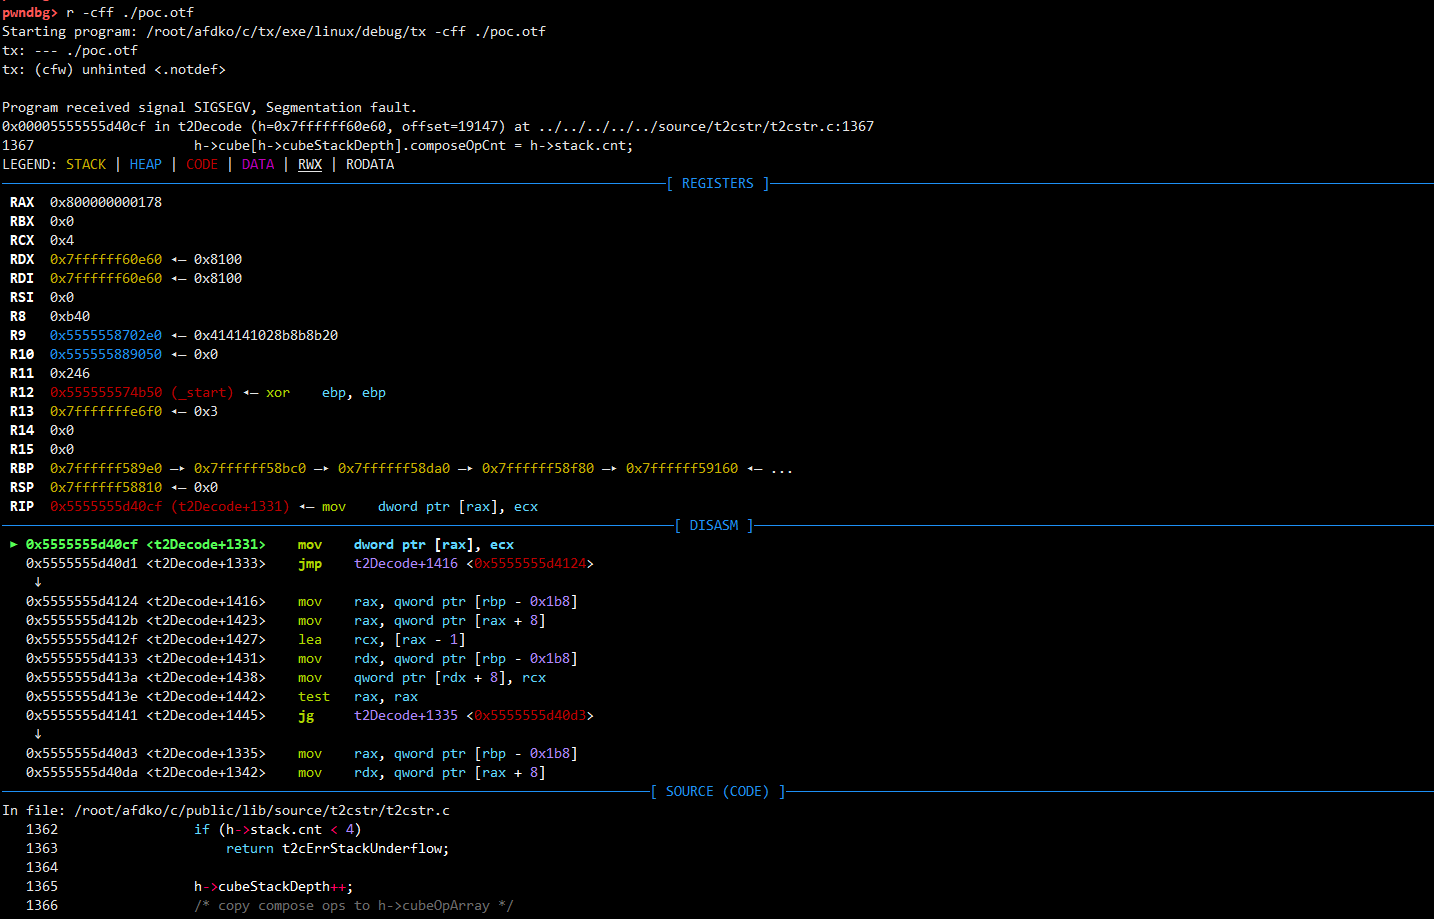 pwndbg> r -cff ./poc.otf
Starting program: /root/afdko/c/tx/exe/linux/debug/tx -cff ./poc.otf
tx: --- ./poc.otf
tx: (cfw) unhinted <.notdef>
Program received signal SIGSEGV, Segmentation fault.
0x00005555555d40cf in t2Decode (h=0x7ffffff60e60, offset=19147) at ../../../../../source/t2cstr/t2cstr.c:1367
1367                    h->cube[h->cubeStackDepth].composeOpCnt = h->stack.cnt;
LEGEND: STACK | HEAP | CODE | DATA | RWX | RODATA
[ REGISTERS ]
RAX  0x800000000178
RBX  0x0
RCX  0x4
RDX  0x7ffffff60e60 ◂— 0x8100
RDI  0x7ffffff60e60 ◂— 0x8100
RSI  0x0
R8   0xb40
R9   0x5555558702e0 ◂— 0x414141028b8b8b20
R10  0x555555889050 ◂— 0x0
R11  0x246
R12  0x555555574b50 (_start) ◂— xor    ebp, ebp
R13  0x7fffffffe6f0 ◂— 0x3
R14  0x0
R15  0x0
RBP  0x7ffffff589e0 —▸ 0x7ffffff58bc0 —▸ 0x7ffffff58da0 —▸ 0x7ffffff58f80 —▸ 0x7ffffff59160 ◂— ...
RSP  0x7ffffff58810 ◂— 0x0
RIP  0x5555555d40cf (t2Decode+1331) ◂— mov    dword ptr [rax], ecx
[ DISASM ]
► 0x5555555d40cf <t2Decode+1331>    mov    dword ptr [rax], ecx
0x5555555d40d1 <t2Decode+1333>    jmp    t2Decode+1416 <0x5555555d4124>
↓
0x5555555d4124 <t2Decode+1416>    mov    rax, qword ptr [rbp - 0x1b8]
0x5555555d412b <t2Decode+1423>    mov    rax, qword ptr [rax + 8]
0x5555555d412f <t2Decode+1427>    lea    rcx, [rax - 1]
0x5555555d4133 <t2Decode+1431>    mov    rdx, qword ptr [rbp - 0x1b8]
0x5555555d413a <t2Decode+1438>    mov    qword ptr [rdx + 8], rcx
0x5555555d413e <t2Decode+1442>    test   rax, rax
0x5555555d4141 <t2Decode+1445>    jg     t2Decode+1335 <0x5555555d40d3>
↓
0x5555555d40d3 <t2Decode+1335>    mov    rax, qword ptr [rbp - 0x1b8]
0x5555555d40da <t2Decode+1342>    mov    rdx, qword ptr [rax + 8]
[ SOURCE (CODE) ]
In file: /root/afdko/c/public/lib/source/t2cstr/t2cstr.c
1362                 if (h->stack.cnt < 4)
1363                     return t2cErrStackUnderflow;
1364
1365                 h->cubeStackDepth++;
1366                 /* copy compose ops to h->cubeOpArray */